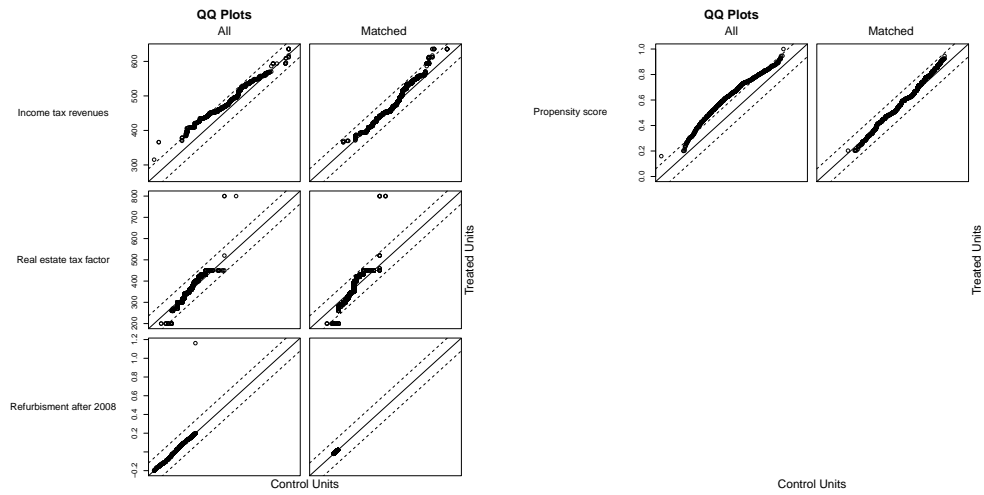 QQ Plots
All
Matched
Income tax revenues
300 400 500 600
Real estate tax factor
200 300 400 500 600 700 800
Refurbisment after 2008
−0.2 0.0 0.2 0.4 0.6 0.8 1.0 1.2
Control Units
Treated Units
QQ Plots
All
Matched
Propensity score
0.0 0.2 0.4 0.6 0.8 1.0
Control Units
Treated Units